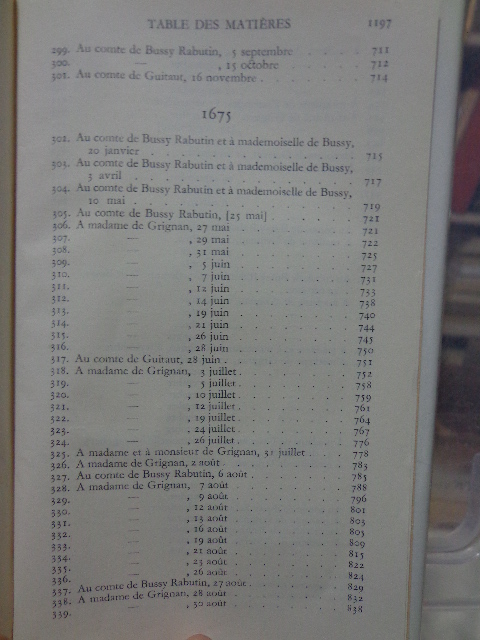 TABLE DES MATIÈRES 1197
299. Au comte de Bussy Rabutin, 5 septembre . . . . 711
300. — , 15 octobre . . . . 712
301. Au comte de Guitaut, 16 novembre . . . . 714
1675
302. Au comte de Bussy Rabutin et à mademoiselle de Bussy,
20 janvier . . . . 715
303. Au comte de Bussy Rabutin et à mademoiselle de Bussy,
3 avril . . . . 717
304. Au comte de Bussy Rabutin et à mademoiselle de Bussy,
10 mai . . . . 719
305. Au comte de Bussy Rabutin, [25 mai] . . . . 721
306. A madame de Grignan, 27 mai . . . . 721
307. — , 29 mai . . . . 722
308. — , 31 mai . . . . 725
309. — , 5 juin . . . . 727
310. — , 7 juin . . . . 731
311. — , 12 juin . . . . 733
312. — , 14 juin . . . . 738
313. — , 19 juin . . . . 740
314. — , 21 juin . . . . 744
315. — , 26 juin . . . . 745
316. — , 28 juin . . . . 750
317. Au comte de Guitaut, 28 juin . . . . 751
318. A madame de Grignan, 3 juillet . . . . 752
319. — , 5 juillet . . . . 758
320. — , 10 juillet . . . . 759
321. — , 12 juillet . . . . 761
322. — , 19 juillet . . . . 764
323. — , 24 juillet . . . . 767
324. — , 26 juillet . . . . 776
325. A madame et à monsieur de Grignan, 31 juillet . . . . 778
326. A madame de Grignan, 2 août . . . . 783
327. Au comte de Bussy Rabutin, 6 août . . . . 785
328. A madame de Grignan, 7 août . . . . 788
329. — , 9 août . . . . 796
330. — , 12 août . . . . 801
331. — , 13 août . . . . 803
332. — , 16 août . . . . 805
333. — , 19 août . . . . 809
334. — , 21 août . . . . 815
335. — , 23 août . . . . 822
336. — , 26 août . . . . 824
337. Au comte de Bussy Rabutin, 27 août . . . . 829
338. A madame de Grignan, 28 août . . . . 832
339. — , 30 août . . . . 838